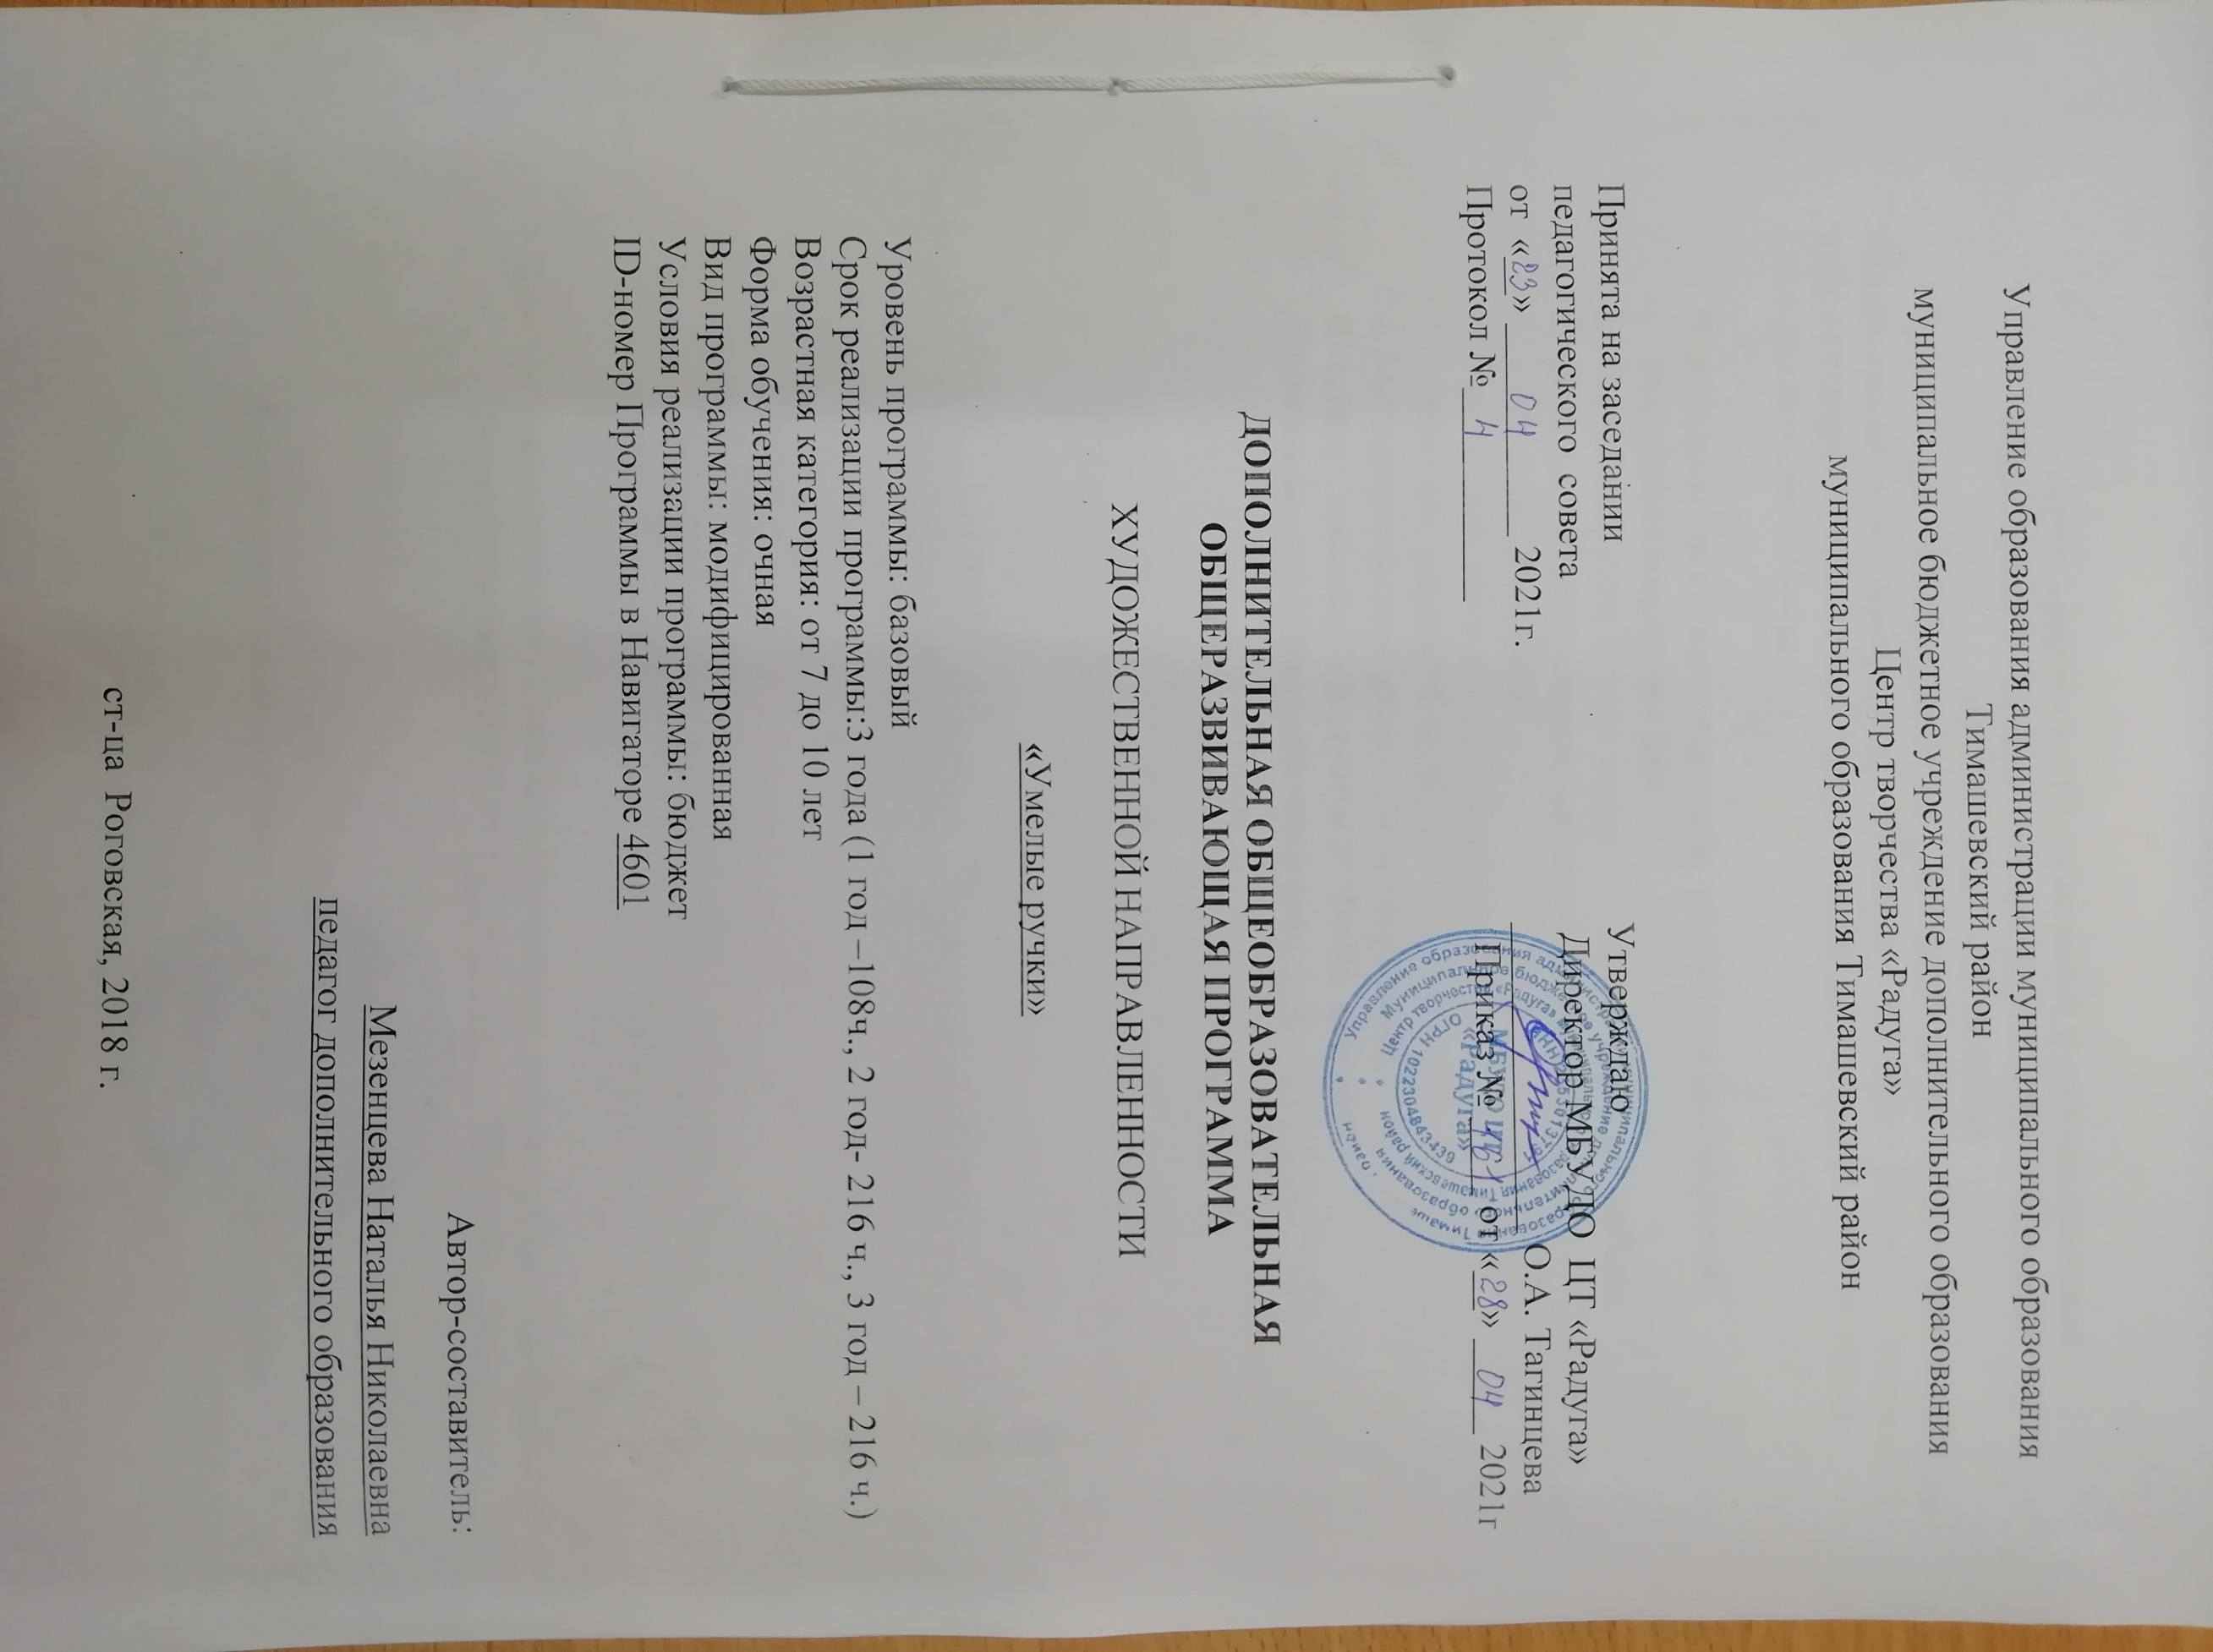 Управление образования администрации муниципального образования
Тимашевский район
муниципальное бюджетное учреждение дополнительного образования
Центр творчества «Радуга»
муниципального образования Тимашевский район
Принята на заседании
педагогического совета
от «23» 04 2021г.
Протокол № 4
Утверждаю
Директор МБУДО ЦТ «Радуга»
О.А. Тагинцева
Приказ № от «28» 04 2021г
ДОПОЛНИТЕЛЬНАЯ ОБЩЕОБРАЗОВАТЕЛЬНАЯ
ОБЩЕРАЗВИВАЮЩАЯ ПРОГРАММА
ХУДОЖЕСТВЕННОЙ НАПРАВЛЕННОСТИ
«Умелые ручки»
Уровень программы: базовый
Срок реализации программы:3 года (1 год –108ч., 2 год- 216 ч., 3 год – 216 ч.)
Возрастная категория: от 7 до 10 лет
Форма обучения: очная
Вид программы: модифицированная
Условия реализации программы: бюджет
ID-номер Программы в Навигаторе 4601
Автор-составитель:
Мезенцева Наталья Николаевна
педагог дополнительного образования
ст-ца Роговская, 2018 г.